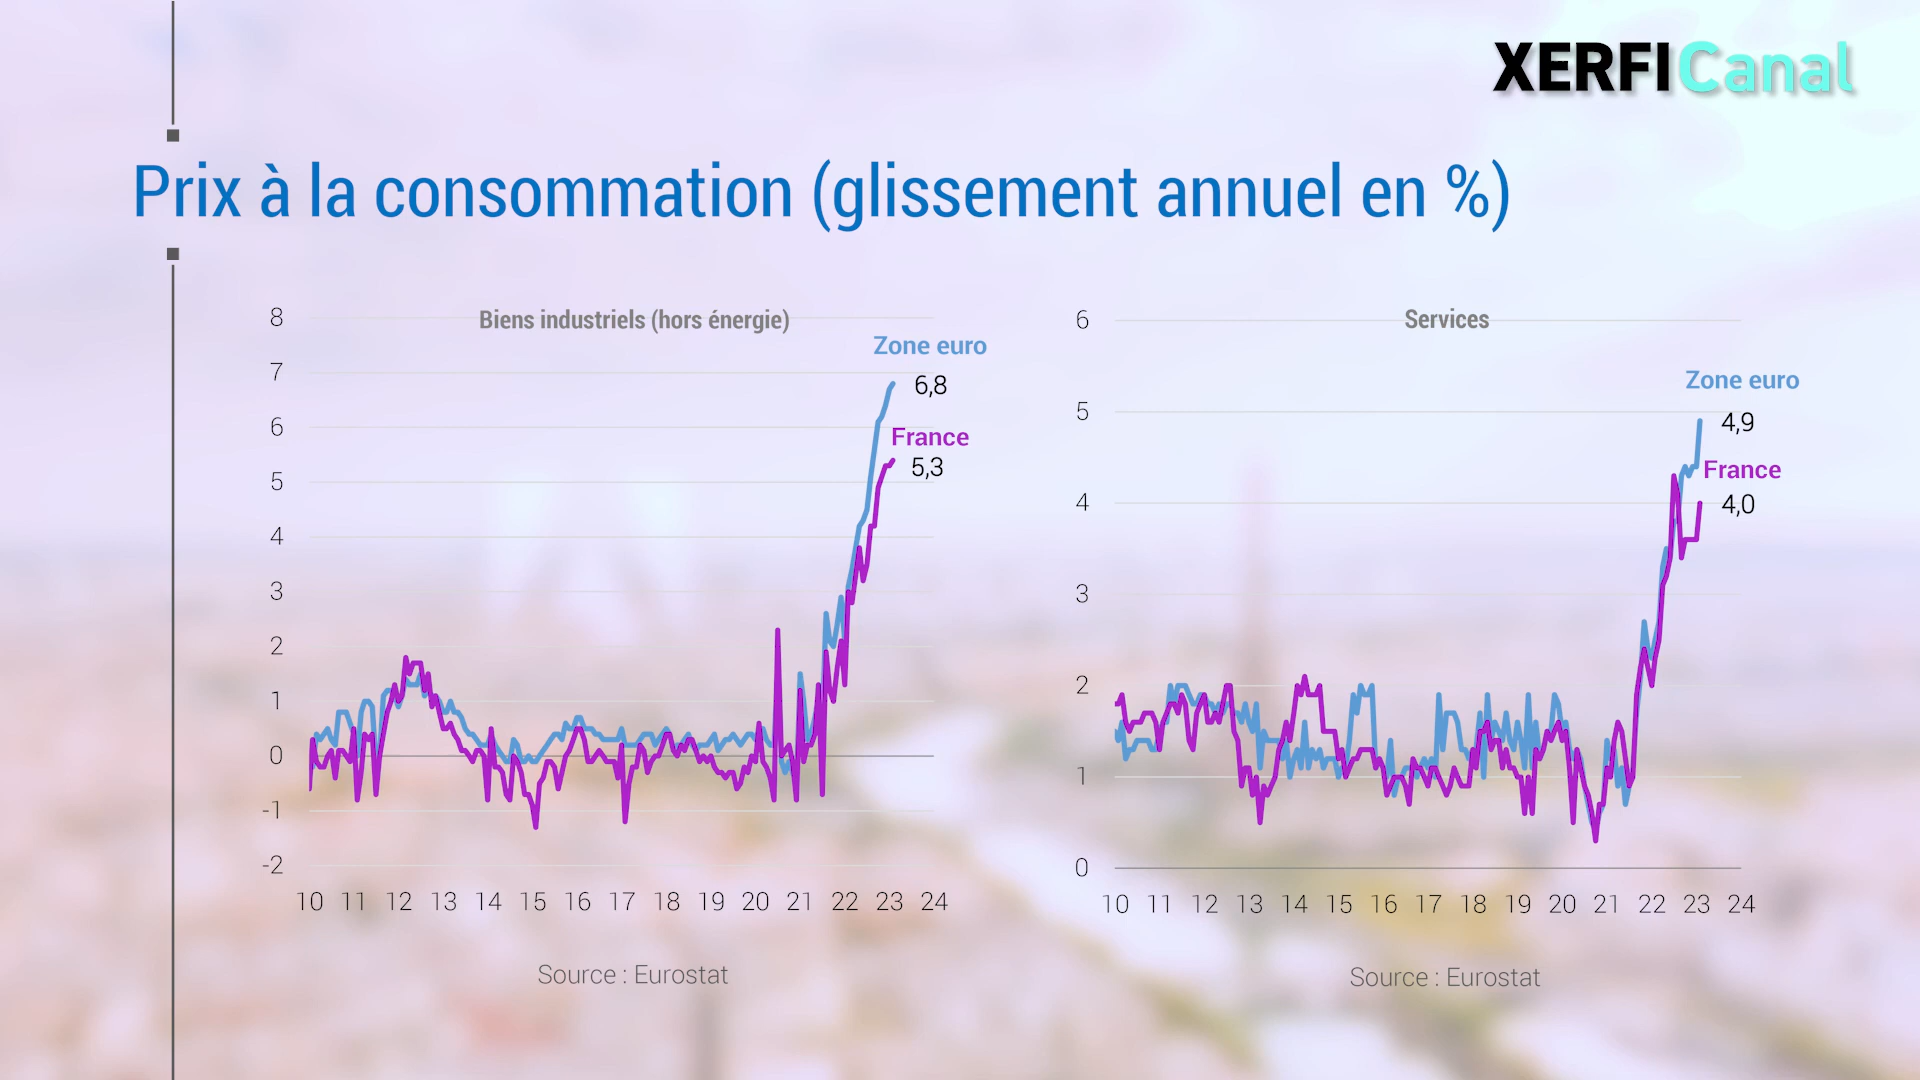 XERFI Canal
Prix à la consommation (glissement annuel en %)
Biens industriels (hors énergie)
8
7
6
5
4
3
2
1
0
-1
-2
Zone euro
6,8
France
5,3
10 11 12 13 14 15 16 17 18 19 20 21 22 23 24
Source : Eurostat
Services
6
5
4
3
2
1
0
Zone euro
4,9
France
4,0
10 11 12 13 14 15 16 17 18 19 20 21 22 23 24
Source : Eurostat